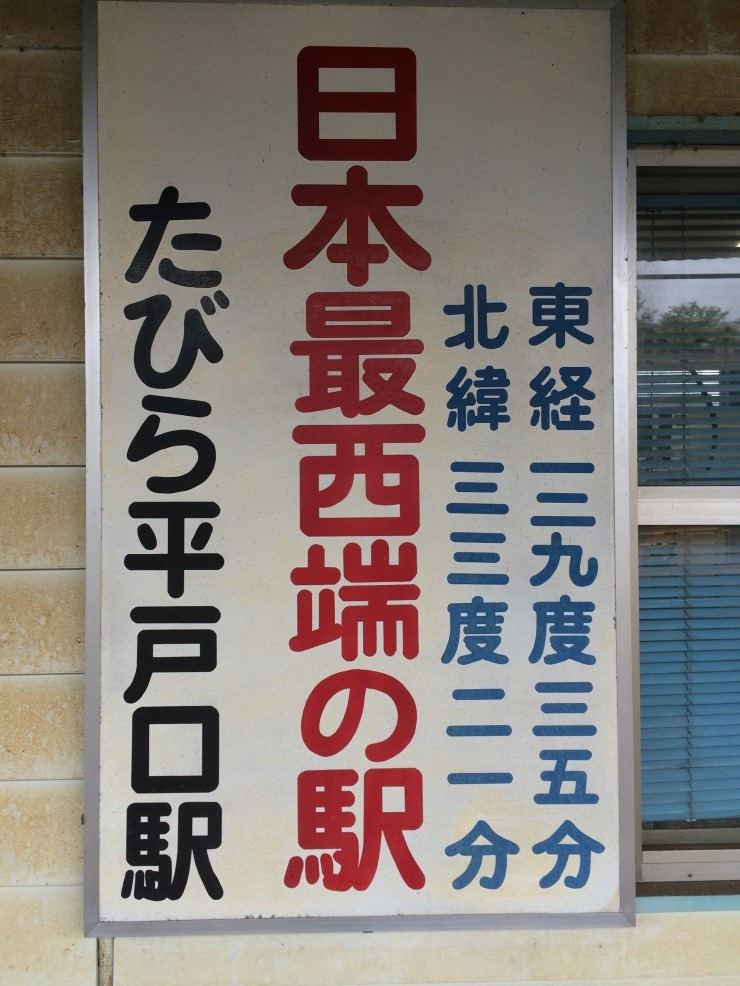 東経 一二九度三五分
北緯 三三度二一分
日本最西端の駅
たびら平戸口駅